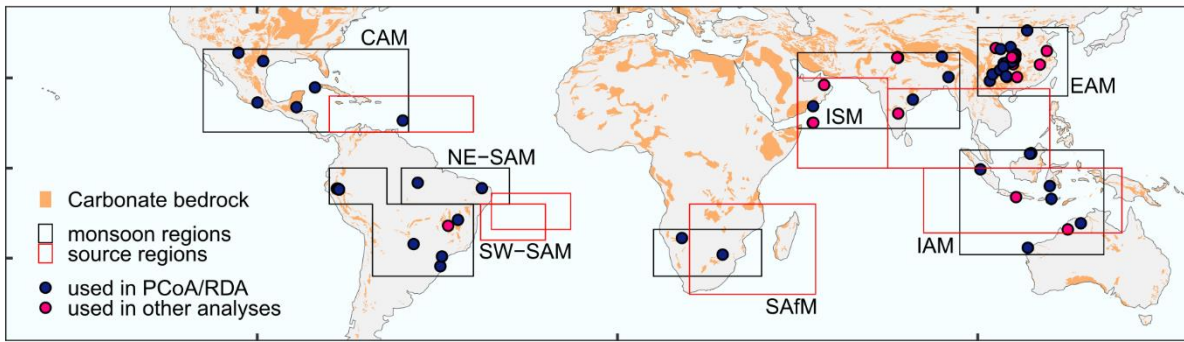 CAM
EAM
ISM
NE−SAM
Carbonate bedrock
monsoon regions
source regions
IAM
SW−SAM
used in PCoA/RDA
used in other analyses
SAfM